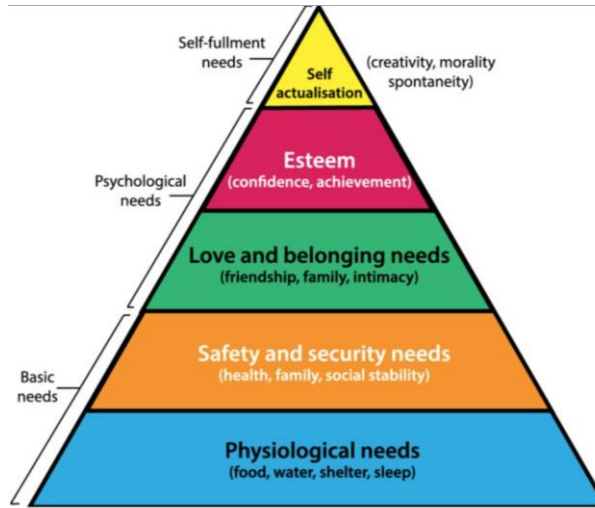 Self-fullment
needs
(creativity, morality
spontaneity)
Self
actualisation
Psychological
needs
Esteem
(confidence, achievement)
Love and belonging needs
(friendship, family, intimacy)
Basic
needs
Safety and security needs
(health, family, social stability)
Physiological needs
(food, water, shelter, sleep)